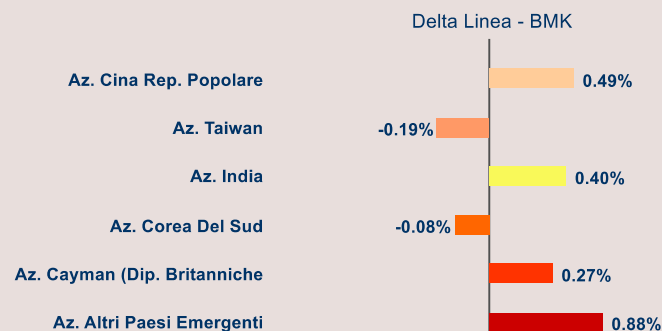 Delta Linea - BMK
Az. Cina Rep. Popolare 0.49%
Az. Taiwan -0.19%
Az. India 0.40%
Az. Corea Del Sud -0.08%
Az. Cayman (Dip. Britanniche 0.27%
Az. Altri Paesi Emergenti 0.88%